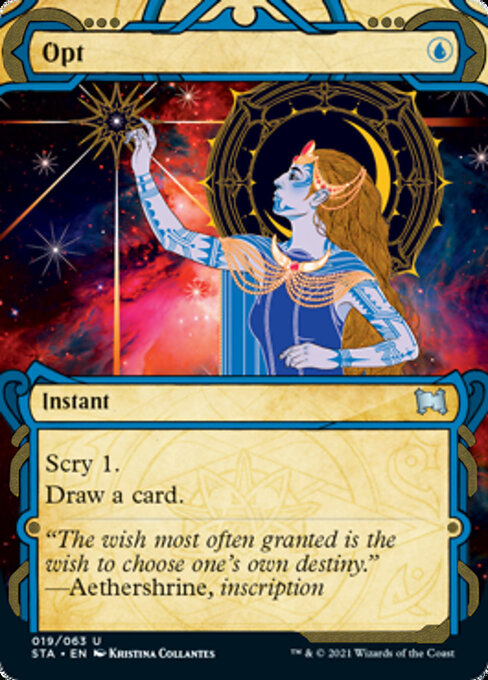 Opt
Instant
Scry 1.
Draw a card.
“The wish most often granted is the
wish to choose one’s own destiny.”
—Aethershrine, inscription
019/063 U
STA • EN Kristina Collantes
™ & © 2021 Wizards of the Coast